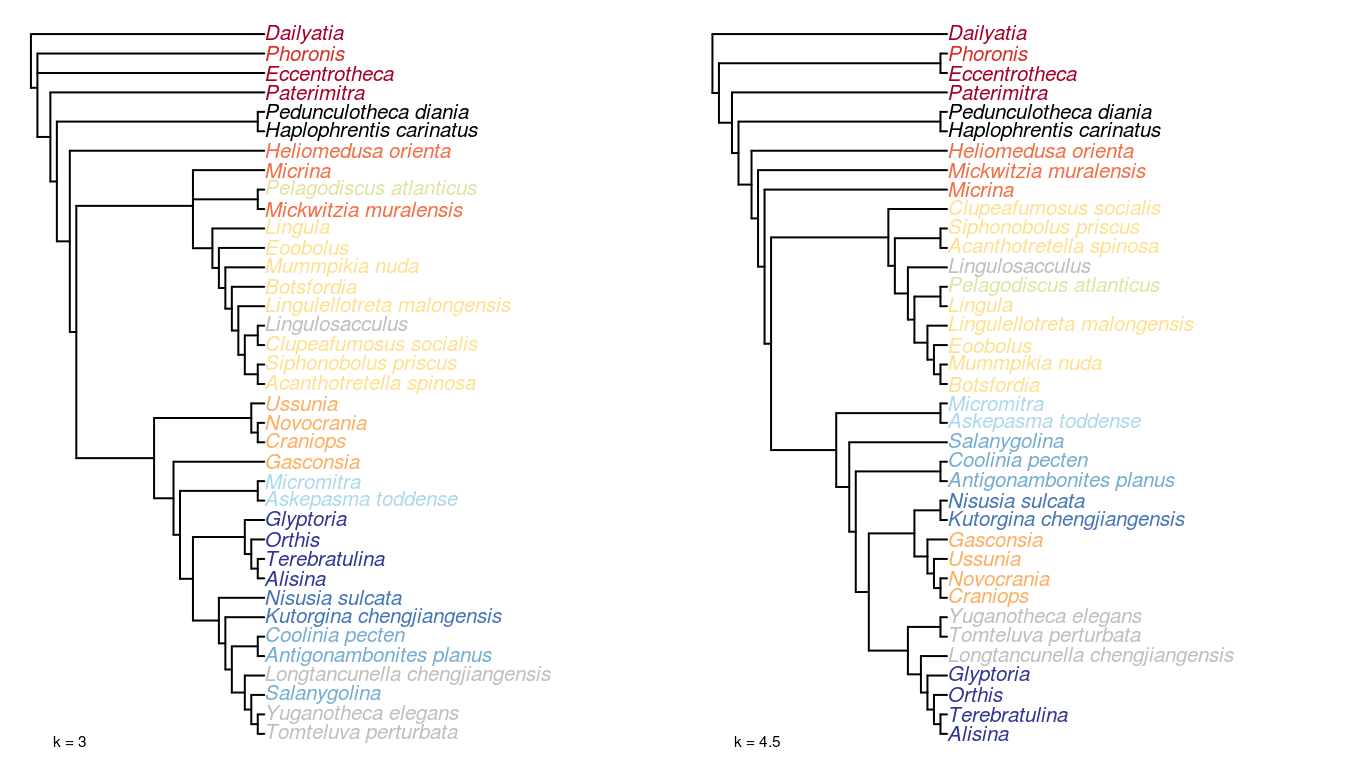 Dailyatia
Phoronis
Eccentrotheca
Paterimitra
Pedunculotheca diania
Haplophrentis carinatus
Heliomedusa orienta
Micrina
Pelagodiscus atlanticus
Mickwitzia muralensis
Lingula
Eoobolus
Mummpikia nuda
Botsfordia
Lingulellotreta malongensis
Lingulosacculus
Clupeafumosus socialis
Siphonobolus priscus
Acanthotretella spinosa
Ussunia
Novocrania
Craniops
Gasconsia
Micromitra
Askepasma toddense
Glyptoria
Orthis
Terebratulina
Alisina
Nisusia sulcata
Kutorgina chengjiangensis
Coolinia pecten
Antigonambonites planus
Longtancunella chengjiangensis
Salanygolina
Yuganotheca elegans
Tomteluva perturbata
k = 3
Dailyatia
Phoronis
Eccentrotheca
Paterimitra
Pedunculotheca diania
Haplophrentis carinatus
Heliomedusa orienta
Mickwitzia muralensis
Micrina
Clupeafumosus socialis
Siphonobolus priscus
Acanthotretella spinosa
Lingulosacculus
Pelagodiscus atlanticus
Lingula
Lingulellotreta malongensis
Eoobolus
Mummpikia nuda
Botsfordia
Micromitra
Askepasma toddense
Salanygolina
Coolinia pecten
Antigonambonites planus
Nisusia sulcata
Kutorgina chengjiangensis
Gasconsia
Ussunia
Novocrania
Craniops
Yuganotheca elegans
Tomteluva perturbata
Longtancunella chengjiangensis
Glyptoria
Orthis
Terebratulina
Alisina
k = 4.5